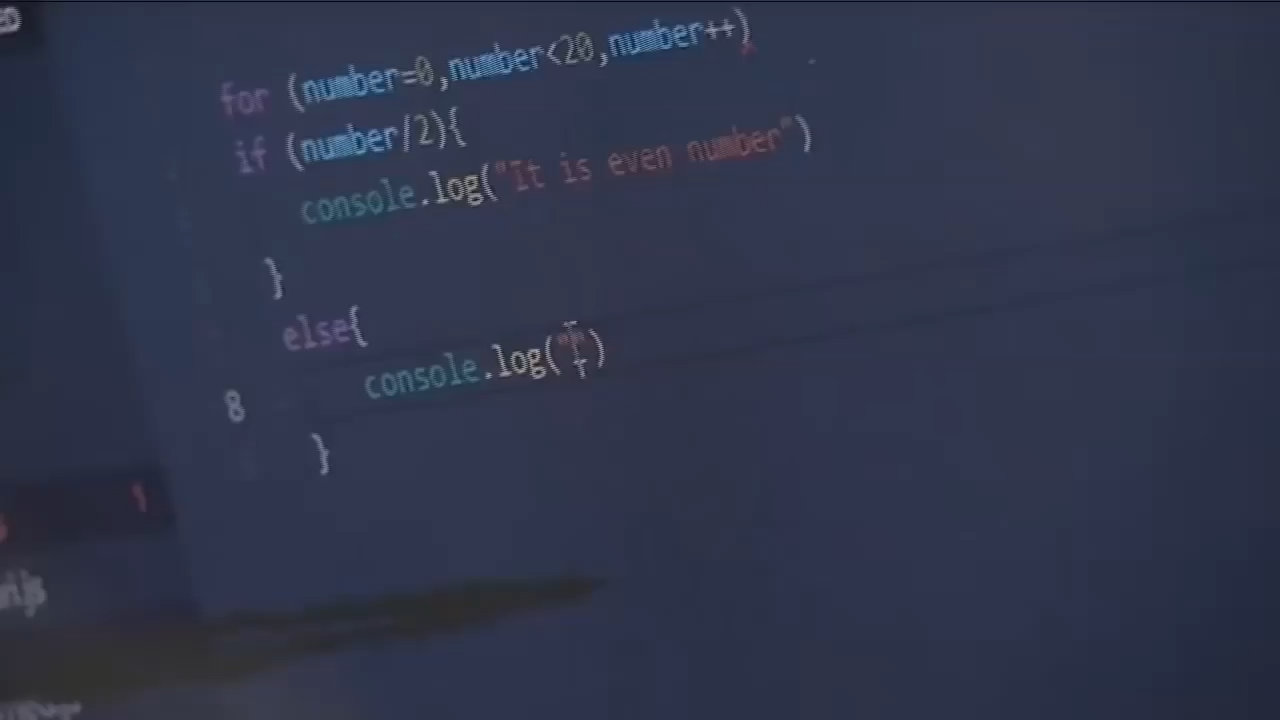 for (number=0,number<20,number++)
if (number/2){
console.log("It is even number")
}
else{
console.log("")
8
}
1